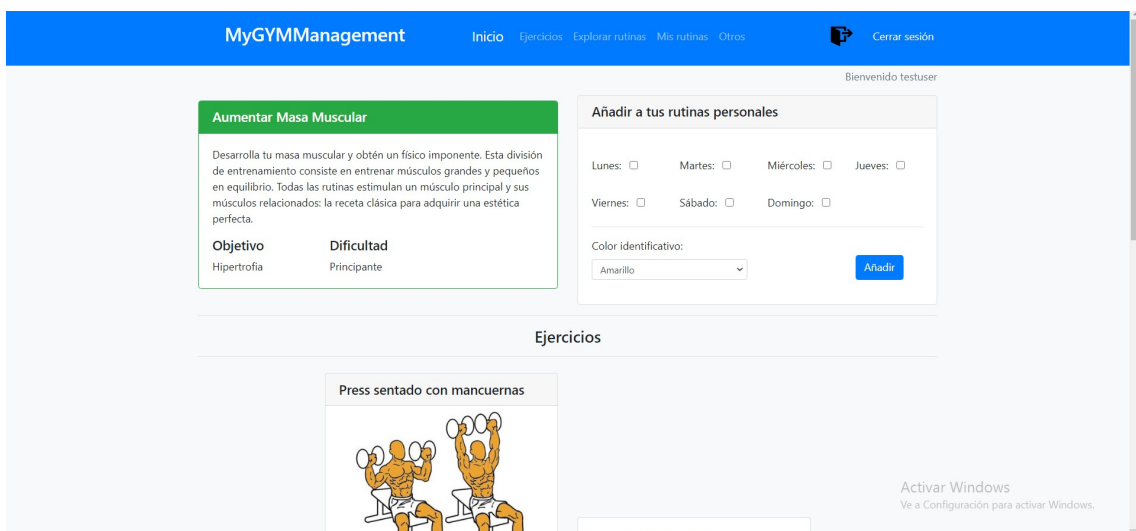 MyGYMManagement
Inicio Ejercicios Explorar rutinas Mis rutinas Otros
Cerrar sesión
Bienvenido testuser
Aumentar Masa Muscular
Desarrolla tu masa muscular y obtén un físico imponente. Esta división
de entrenamiento consiste en entrenar músculos grandes y pequeños
en equilibrio. Todas las rutinas estimulan un músculo principal y sus
músculos relacionados: la receta clásica para adquirir una estética
perfecta.
Objetivo Dificultad
Hipertrofia Principante
Añadir a tus rutinas personales
Lunes: Martes: Miércoles: Jueves:
Viernes: Sábado: Domingo:
Color identificativo:
Amarillo
Añadir
Ejercicios
Press sentado con mancuernas
Activar Windows
Ve a Configuración para activar Windows.